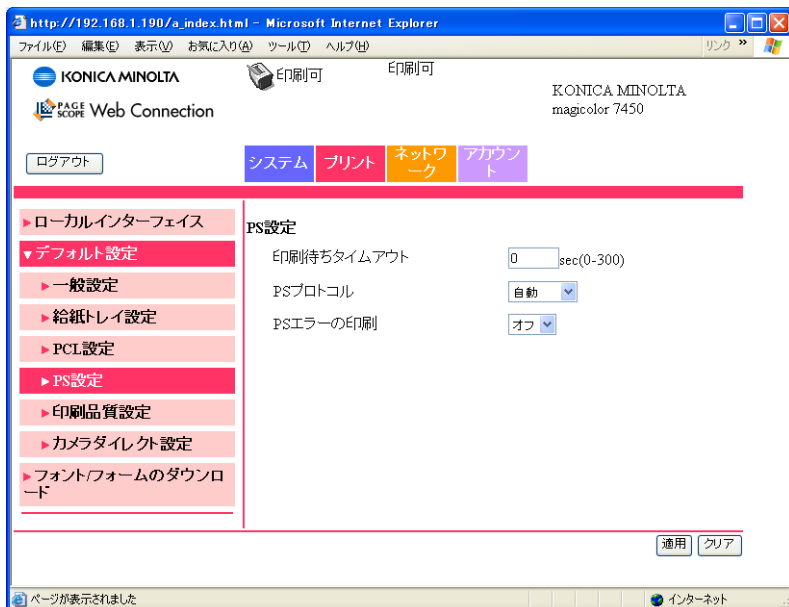 http://192.168.1.190/a_index.html - Microsoft Internet Explorer
ファイル(F) 編集(E) 表示(V) お気に入り(A) ツール(T) ヘルプ(H) リンク »
KONICA MINOLTA
印刷可
印刷可
KONICA MINOLTA
magicolor 7450
PAGE SCOPE Web Connection
ログアウト
システム
プリント
ネットワ
ーク
アカウン
ト
ローカルインターフェイス
デフォルト設定
一般設定
給紙トレイ設定
PCL設定
PS設定
印刷品質設定
カメラダイレクト設定
フォント/フォームのダウンロ
ード
PS設定
印刷待ちタイムアウト 0 sec(0-300)
PSプロトコル 自動
PSエラーの印刷 オフ
適用 クリア
ページが表示されました インターネット